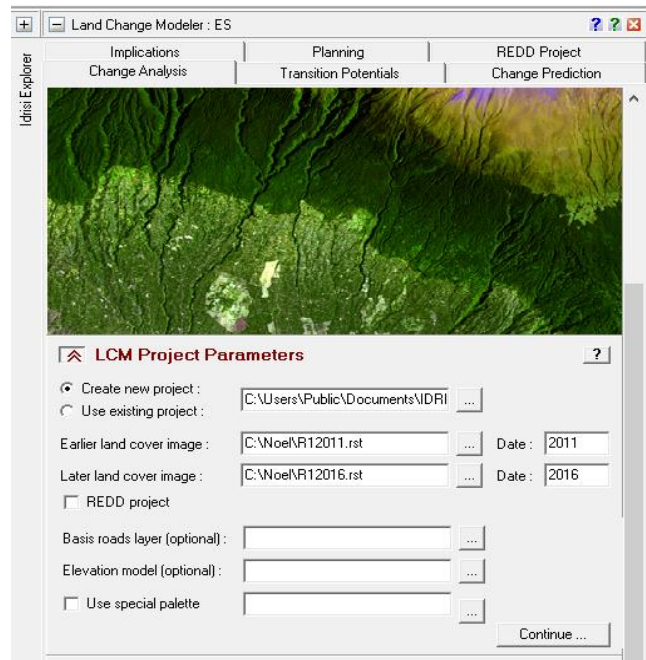 Land Change Modeler : ES
Idrisi Explorer
Implications Planning REDD Project
Change Analysis Transition Potentials Change Prediction
LCM Project Parameters ?
Create new project :
Use existing project :
C:\Users\Public\Documents\IDRI ...
Earlier land cover image : C:\Noel\R12011.rst ... Date : 2011
Later land cover image : C:\Noel\R12016.rst ... Date : 2016
REDD project
Basis roads layer (optional) : ...
Elevation model (optional) : ...
Use special palette ...
Continue ...